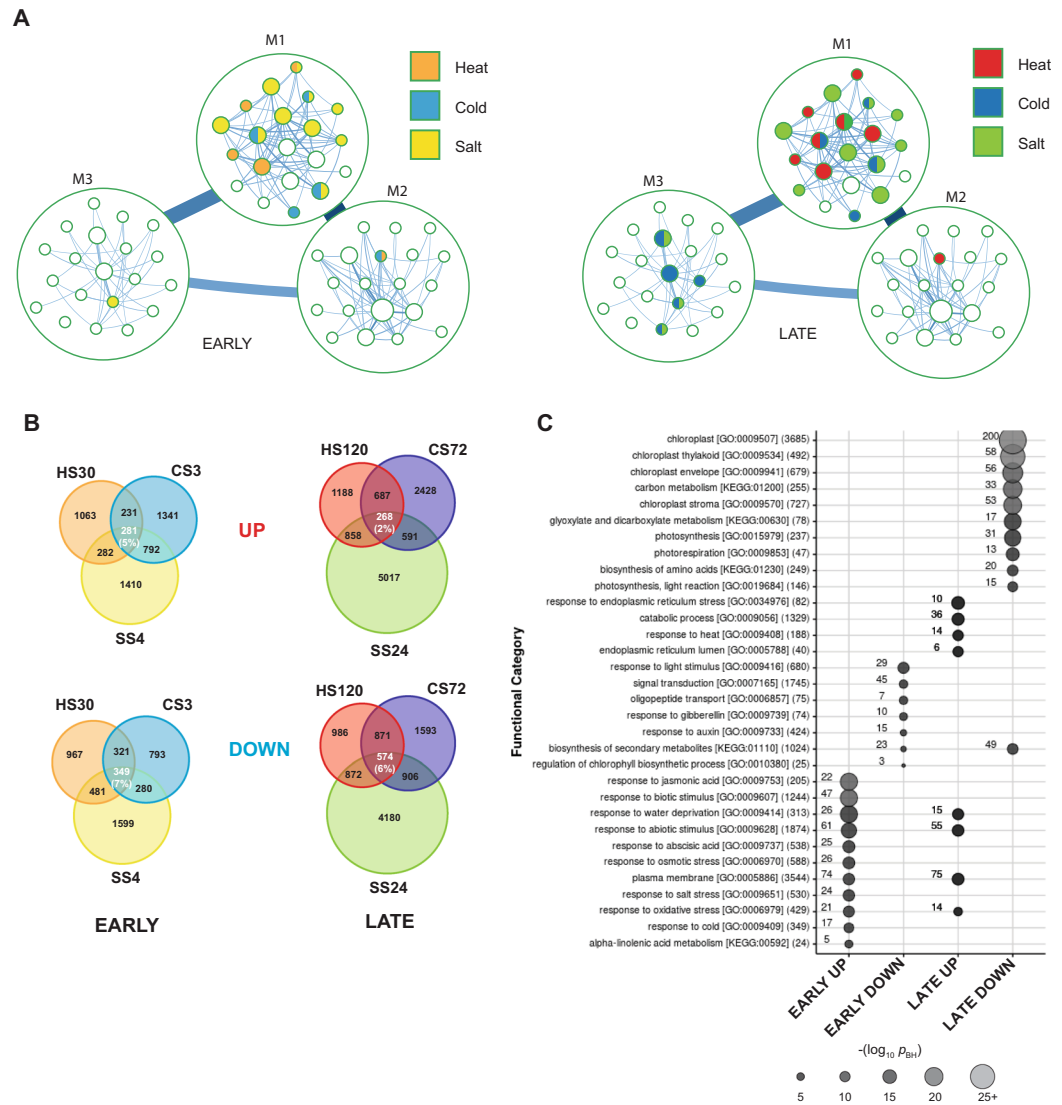 A
M1
Heat
Cold
Salt
M3
M2
EARLY
M1
Heat
Cold
Salt
M3
M2
LATE
B
HS30
CS3
1063
231
1341
281
(5%)
282
792
1410
SS4
UP
HS120
CS72
1188
687
2428
268
(2%)
858
591
5017
SS24
HS30
CS3
967
321
793
349
(7%)
481
280
1599
SS4
DOWN
HS120
CS72
986
871
1593
574
(6%)
872
906
4180
SS24
EARLY
LATE
C
Functional Category
chloroplast [GO:0009507] (3685) 200
chloroplast thylakoid [GO:0009534] (492) 58
chloroplast envelope [GO:0009941] (679) 56
carbon metabolism [KEGG:01200] (255) 33
chloroplast stroma [GO:0009570] (727) 53
glyoxylate and dicarboxylate metabolism [KEGG:00630] (78) 17
photosynthesis [GO:0015979] (237) 31
photorespiration [GO:0009853] (47) 13
biosynthesis of amino acids [KEGG:01230] (249) 20
photosynthesis, light reaction [GO:0019684] (146) 15
response to endoplasmic reticulum stress [GO:0034976] (82) 10
catabolic process [GO:0009056] (1329) 36
response to heat [GO:0009408] (188) 14
endoplasmic reticulum lumen [GO:0005788] (40) 6
response to light stimulus [GO:0009416] (680) 29
signal transduction [GO:0007165] (1745) 45
oligopeptide transport [GO:0006857] (75) 7
response to gibberellin [GO:0009739] (74) 10
response to auxin [GO:0009733] (424) 15
biosynthesis of secondary metabolites [KEGG:01110] (1024) 23 49
regulation of chlorophyll biosynthetic process [GO:0010380] (25) 3
response to jasmonic acid [GO:0009753] (205) 22
response to biotic stimulus [GO:0009607] (1244) 47
response to water deprivation [GO:0009414] (313) 26 15
response to abiotic stimulus [GO:0009628] (1874) 61 55
response to abscisic acid [GO:0009737] (538) 25
response to osmotic stress [GO:0006970] (588) 26
plasma membrane [GO:0005886] (3544) 74 75
response to salt stress [GO:0009651] (530) 24
response to oxidative stress [GO:0006979] (429) 21 14
response to cold [GO:0009409] (349) 17
alpha-linolenic acid metabolism [KEGG:00592] (24) 5
EARLY UP
EARLY DOWN
LATE UP
LATE DOWN
-(log10 pBH)
5 10 15 20 25+